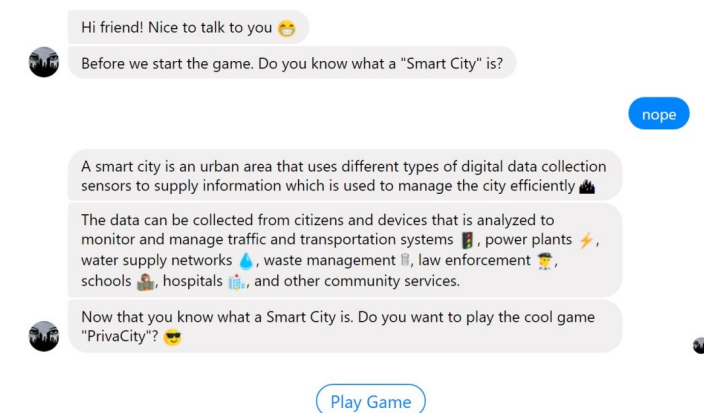 Hi friend! Nice to talk to you 😁
Before we start the game. Do you know what a "Smart City" is?
nope
A smart city is an urban area that uses different types of digital data collection
sensors to supply information which is used to manage the city efficiently 🏙
The data can be collected from citizens and devices that is analyzed to
monitor and manage traffic and transportation systems 🚦, power plants ⚡,
water supply networks 💧, waste management 🗑, law enforcement 👮,
schools 🏫, hospitals 🏥, and other community services.
Now that you know what a Smart City is. Do you want to play the cool game
"PrivaCity"? 😎
Play Game